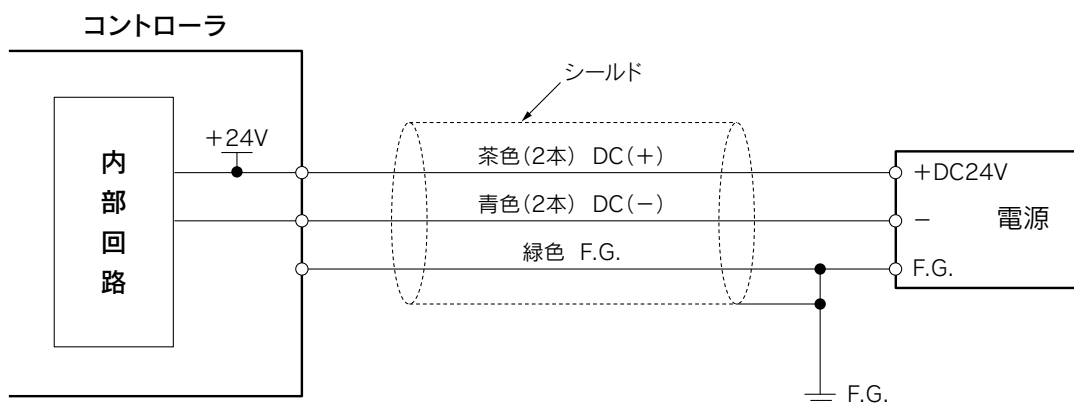 コントローラ
シールド
+24V
茶色(2本) DC(+)
+DC24V
内部回路
青色(2本) DC(−)
−
電源
緑色 F.G.
F.G.
F.G.